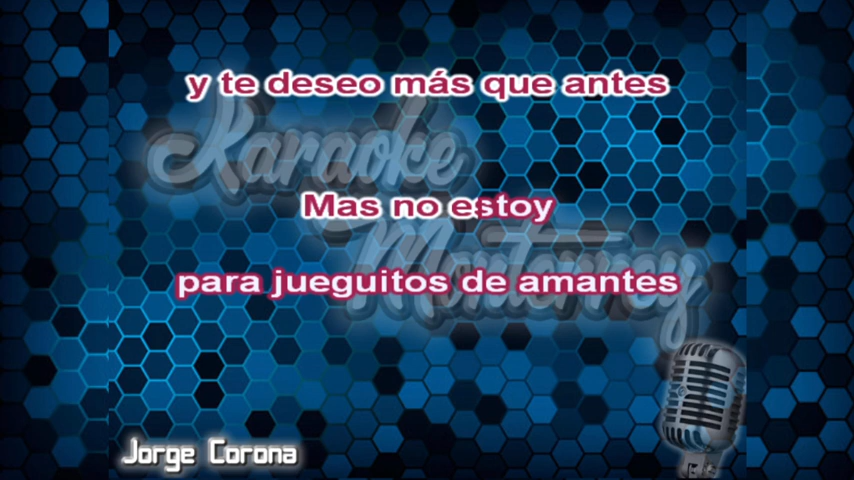 y te deseo más que antes
Karaoke
Mas no estoy
Monterrey
para jueguitos de amantes
Jorge Corona